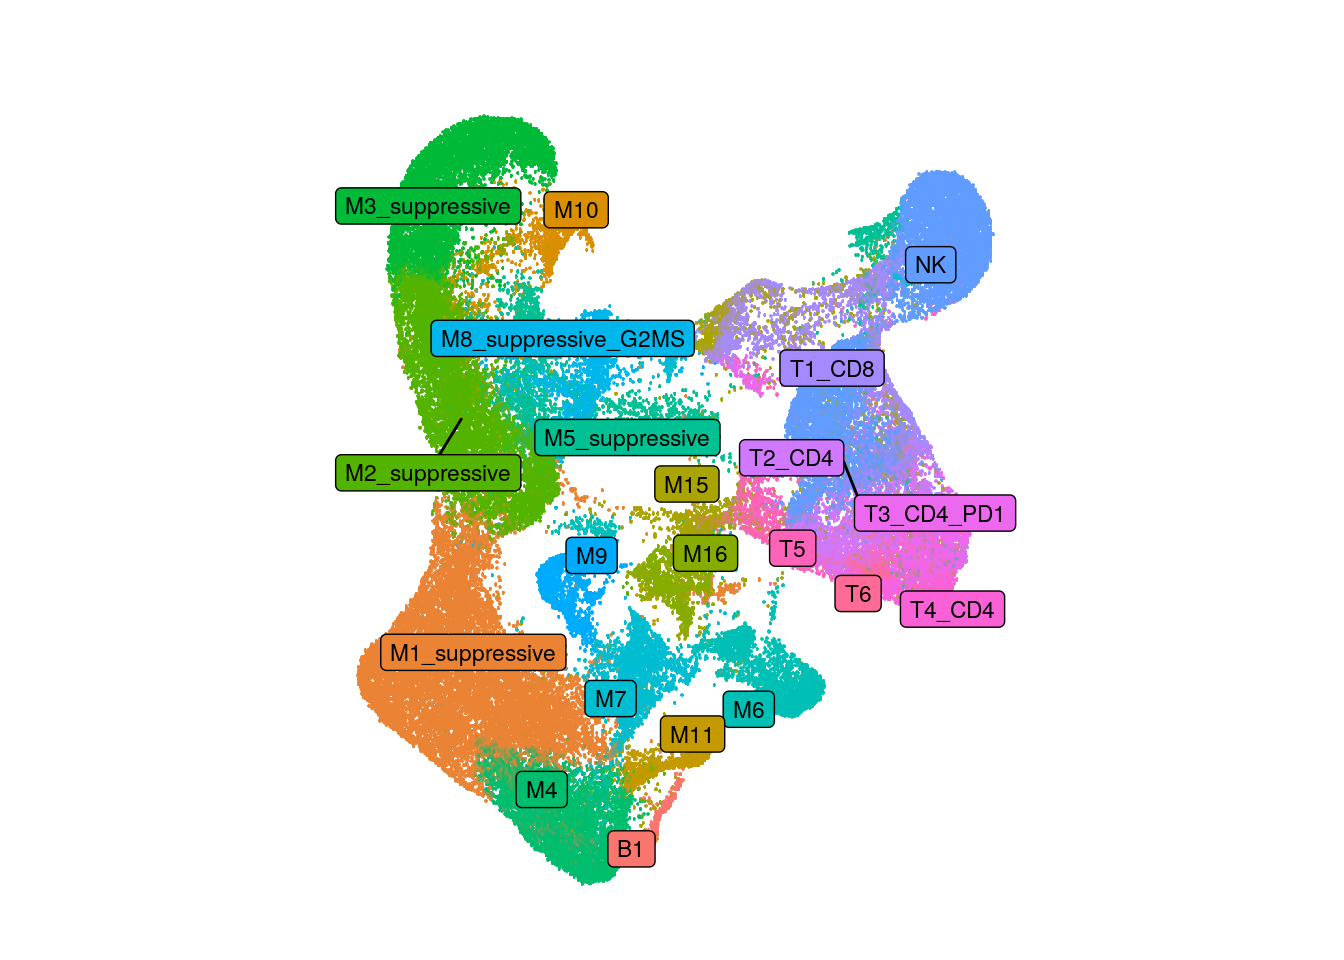 M3_suppressive
M10
NK
M8_suppressive_G2MS
T1_CD8
M5_suppressive
T2_CD4
M2_suppressive
M15
T3_CD4_PD1
M9
M16
T5
T6
T4_CD4
M1_suppressive
M7
M6
M11
M4
B1